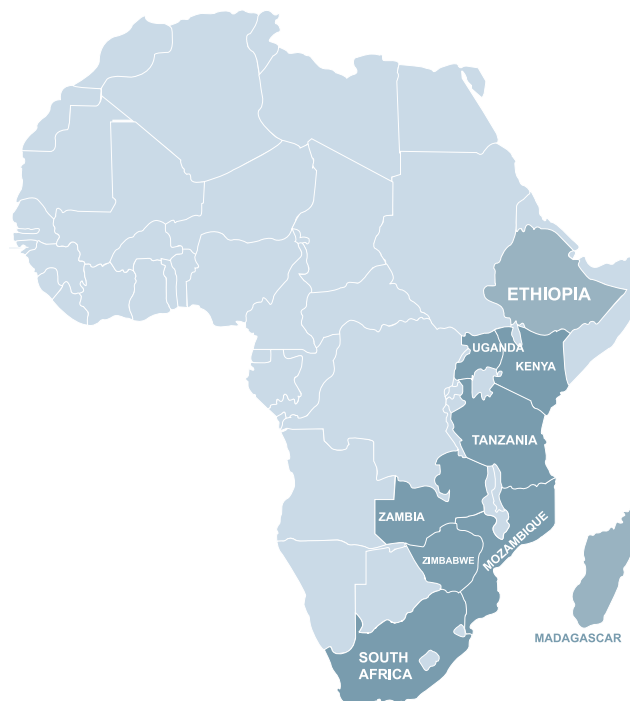 ETHIOPIA
UGANDA
KENYA
TANZANIA
ZAMBIA
MOZAMBIQUE
ZIMBABWE
MADAGASCAR
SOUTH
AFRICA